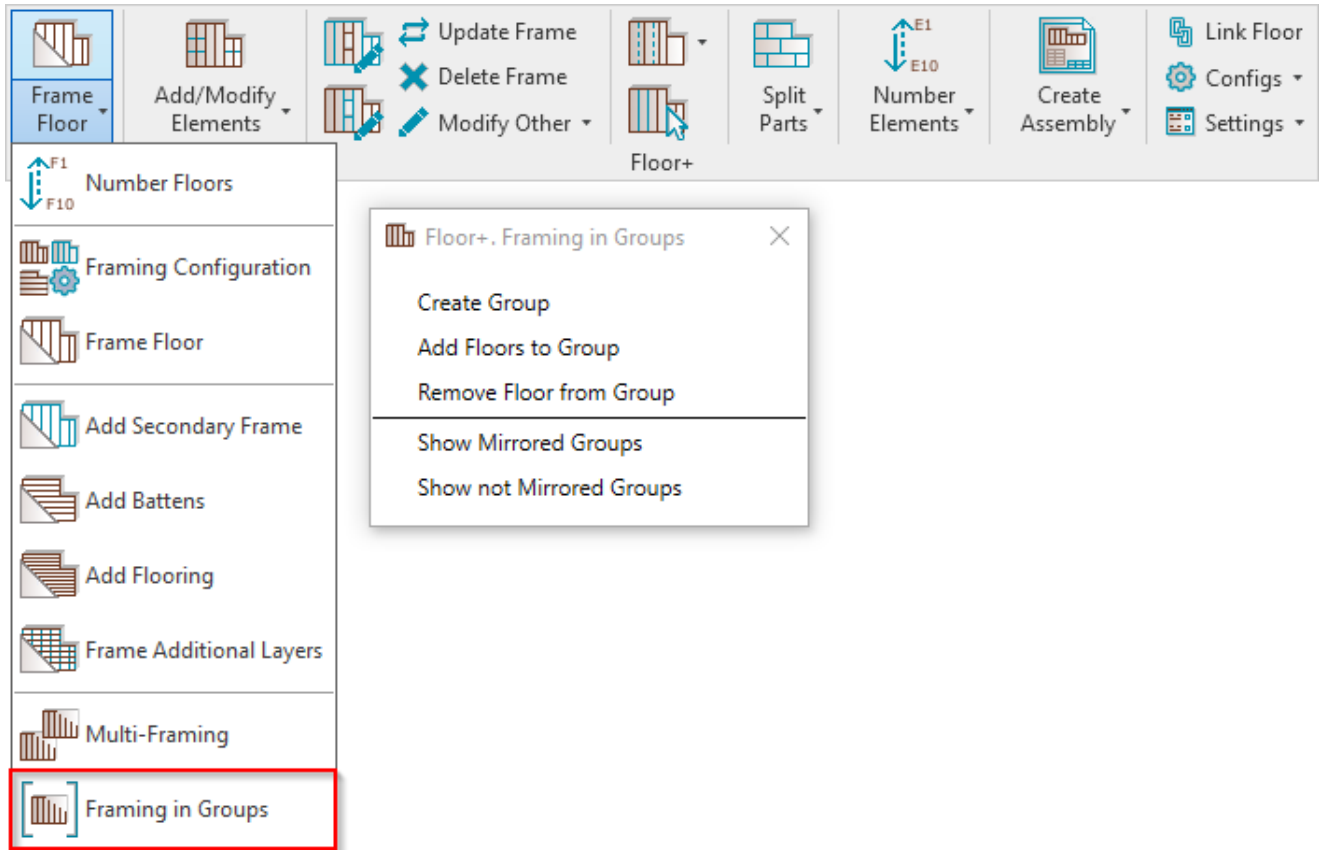 Frame
Floor
Add/Modify
Elements
Update Frame
Delete Frame
Modify Other
Split
Parts
E1
E10
Number
Elements
Create
Assembly
Link Floor
Configs
Settings
Floor+
F1
F10
Number Floors
Framing Configuration
Frame Floor
Add Secondary Frame
Add Battens
Add Flooring
Frame Additional Layers
Multi-Framing
Framing in Groups
Floor+. Framing in Groups
Create Group
Add Floors to Group
Remove Floor from Group
Show Mirrored Groups
Show not Mirrored Groups